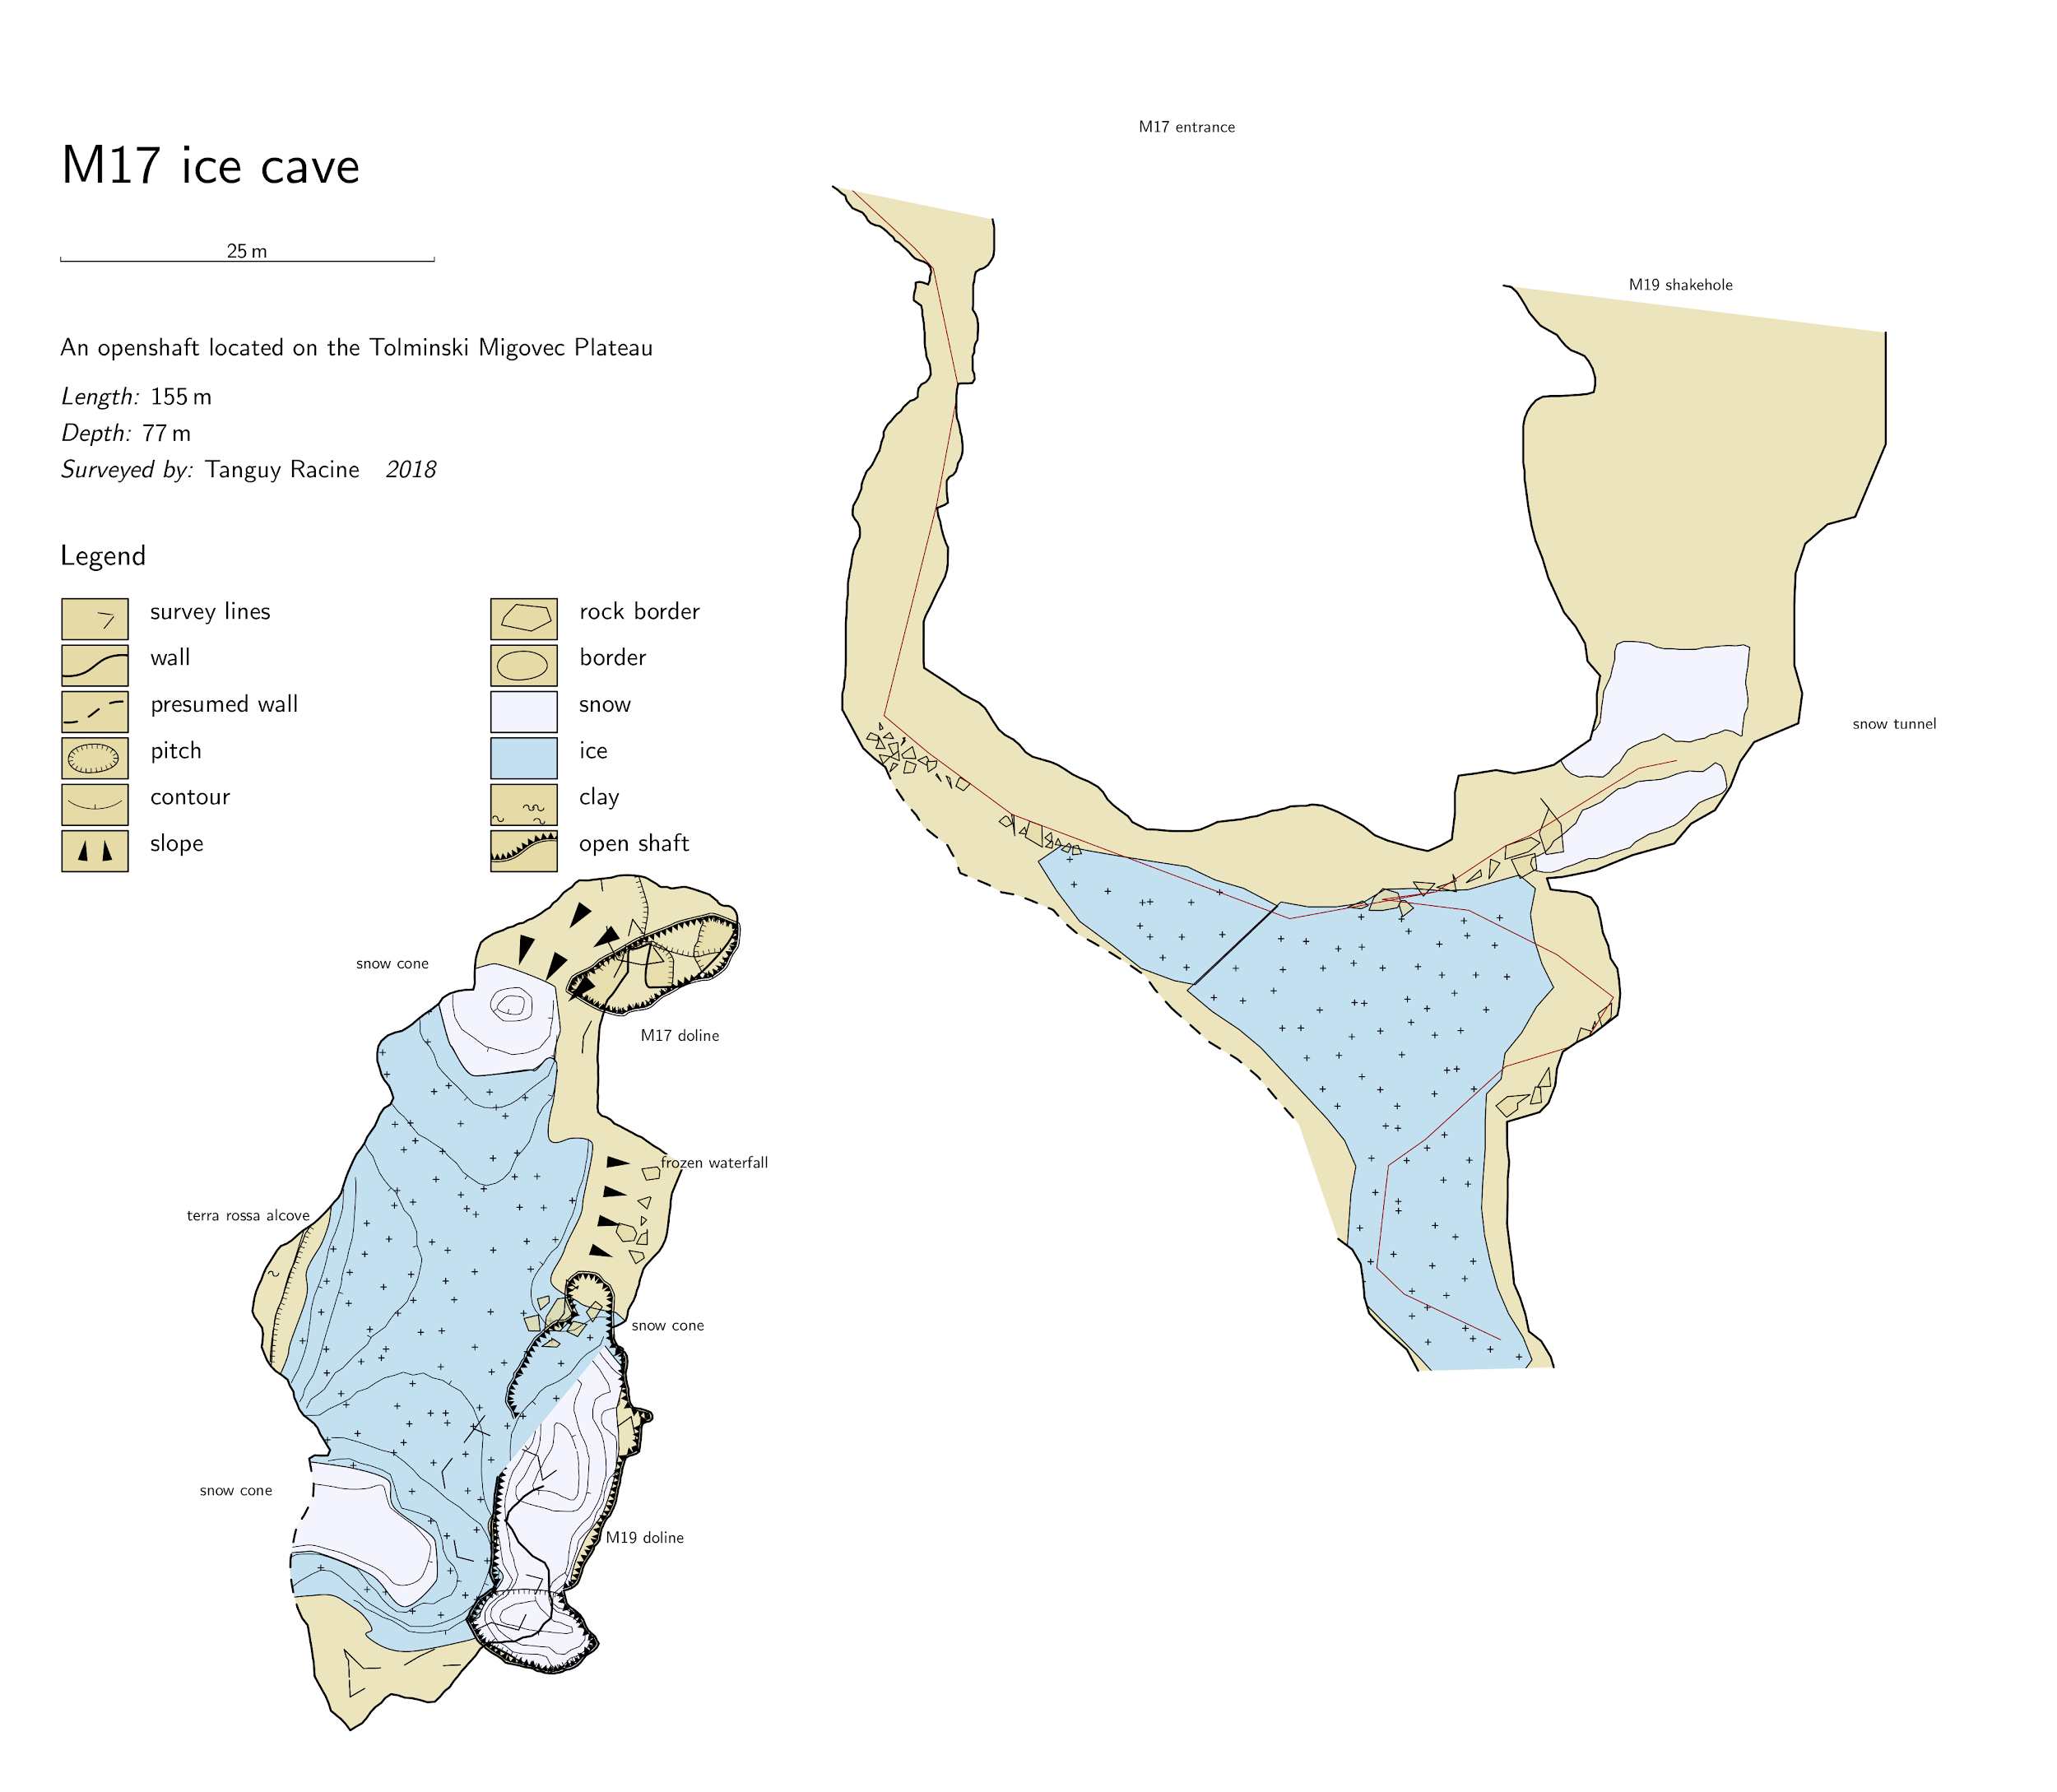 M17 entrance
M17 ice cave
25 m
M19 shakehole
An openshaft located on the Tolminski Migovec Plateau
Length: 155 m
Depth: 77 m
Surveyed by: Tanguy Racine 2018
Legend
survey lines
rock border
wall
border
presumed wall
snow
snow tunnel
pitch
ice
contour
clay
slope
open shaft
snow cone
M17 doline
frozen waterfall
terra rossa alcove
snow cone
snow cone
M19 doline